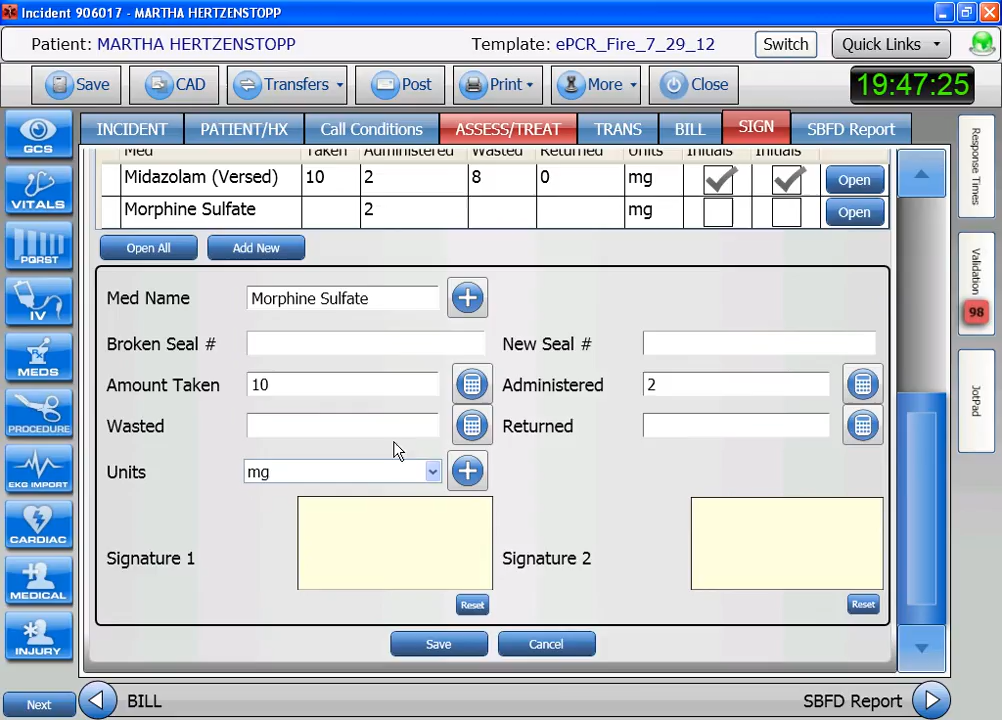 Incident 906017 - MARTHA HERTZENSTOPP
Patient: MARTHA HERTZENSTOPP
Template: ePCR_Fire_7_29_12
Switch
Quick Links
Save
CAD
Transfers
Post
Print
More
Close
19:47:25
INCIDENT
PATIENT/HX
Call Conditions
ASSESS/TREAT
TRANS
BILL
SIGN
SBFD Report
GCS
VITALS
PQRST
IV
MEDS
PROCEDURE
EKG IMPORT
CARDIAC
MEDICAL
INJURY
Next
Med Taken Administered Wasted Returned Units Initials Initials
Midazolam (Versed) 10 2 8 0 mg Open
Morphine Sulfate 2 mg Open
Open All
Add New
Med Name Morphine Sulfate
Broken Seal # New Seal #
Amount Taken 10 Administered 2
Wasted Returned
Units mg
Signature 1 Signature 2
Reset Reset
Save Cancel
BILL
SBFD Report
Response Times
Validation
98
JotPad